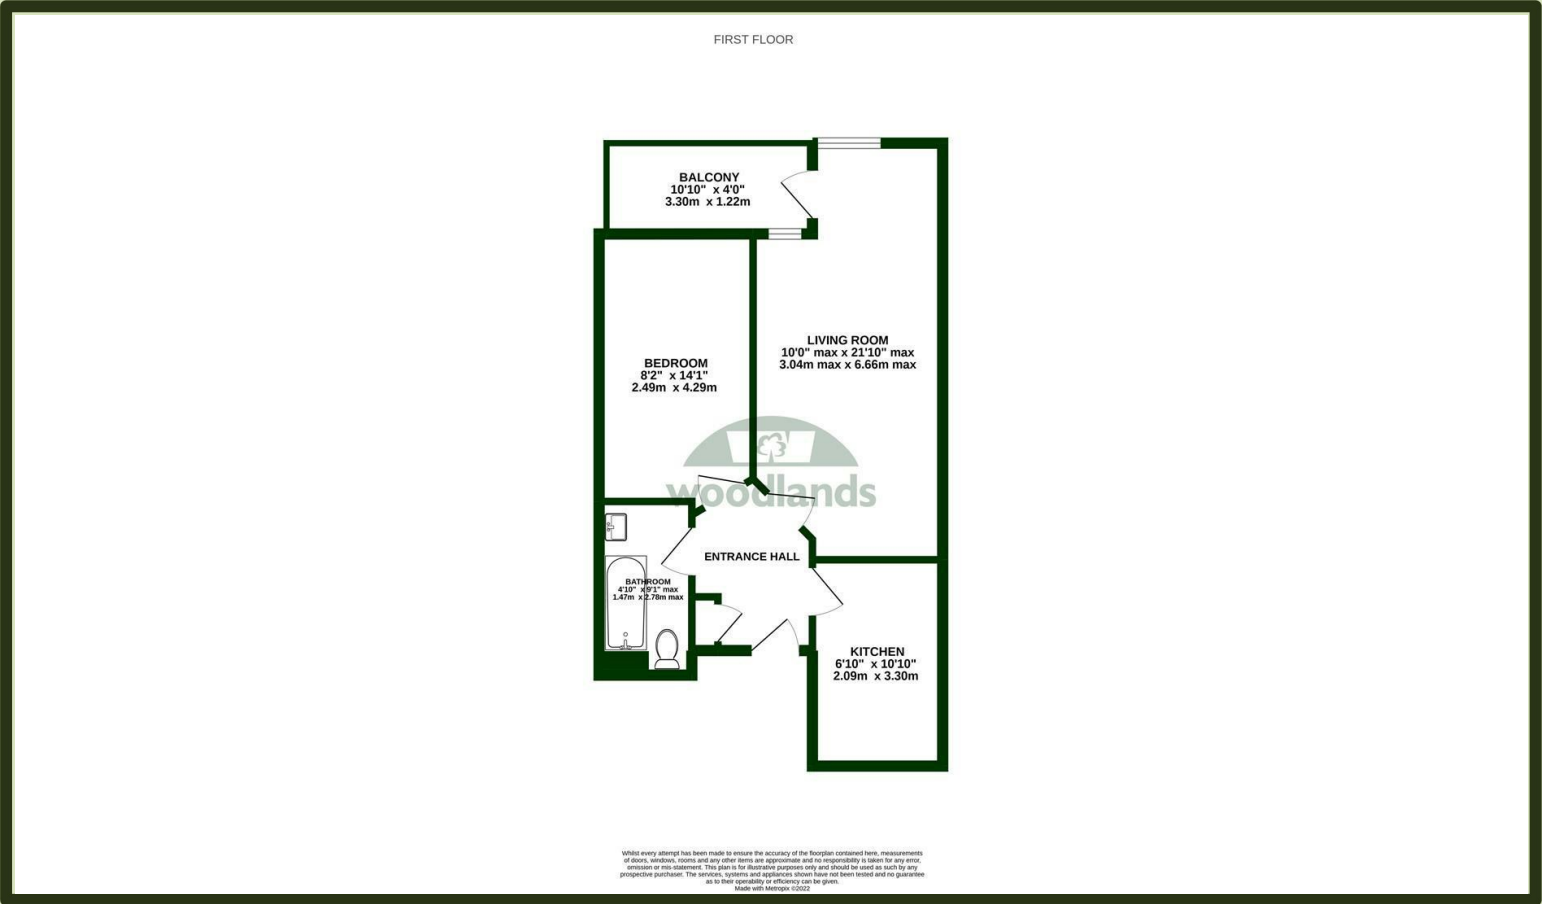 FIRST FLOOR
BALCONY
10'10" x 4'0"
3.30m x 1.22m
LIVING ROOM
10'0" max x 21'10" max
3.04m max x 6.66m max
BEDROOM
8'2" x 14'1"
2.49m x 4.29m
woodlands
ENTRANCE HALL
BATHROOM
4'10" x 9'1" max
1.47m x 2.78m max
KITCHEN
6'10" x 10'10"
2.09m x 3.30m
Whilst every attempt has been made to ensure the accuracy of the floorplan contained here, measurements
of doors, windows, rooms and any other items are approximate and no responsibility is taken for any error,
omission or mis-statement. This plan is for illustrative purposes only and should be used as such by any
prospective purchaser. The services, systems and appliances shown have not been tested and no guarantee
as to their operability or efficiency can be given.
Made with Metropix ©2022